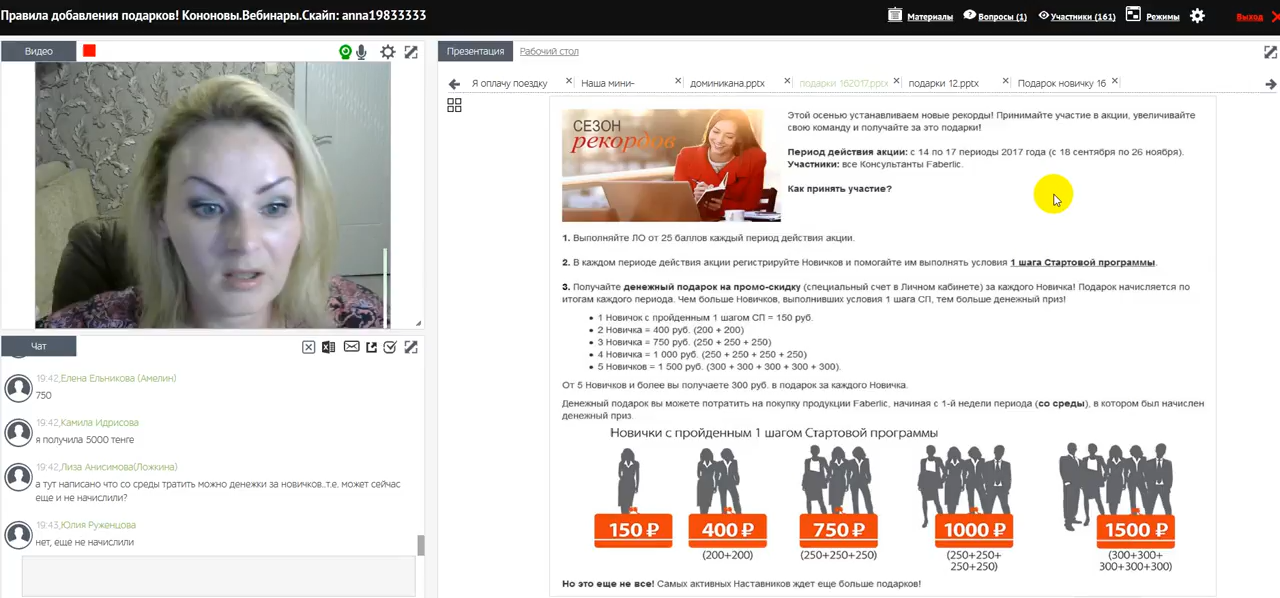 Правила добавления подарков! Кононовы.Вебинары.Скайп: anna19833333
Материалы Вопросы (1) Участники (161) Режимы Выход
Видео
Презентация Рабочий стол
Я оплачу поездку Наша мини- доминикана.pptx подарки 162017.pptx подарки 12.pptx Подарок новичку 16
СЕЗОН
рекордов
Этой осенью устанавливаем новые рекорды! Принимайте участие в акции, увеличивайте
свою команду и получайте за это подарки!
Период действия акции: с 14 по 17 периоды 2017 года (с 18 сентября по 26 ноября).
Участники: все Консультанты Faberlic.
Как принять участие?
1. Выполняйте ЛО от 25 баллов каждый период действия акции.
2. В каждом периоде действия акции регистрируйте Новичков и помогайте им выполнять условия 1 шага Стартовой программы.
3. Получайте денежный подарок на промо-скидку (специальный счет в Личном кабинете) за каждого Новичка! Подарок начисляется по
итогам каждого периода. Чем больше Новичков, выполнивших условия 1 шага СП, тем больше денежный приз!
• 1 Новичок с пройденным 1 шагом СП = 150 руб.
• 2 Новичка = 400 руб. (200 + 200)
• 3 Новичка = 750 руб. (250 + 250 + 250)
• 4 Новичка = 1 000 руб. (250 + 250 + 250 + 250)
• 5 Новичков = 1 500 руб. (300 + 300 + 300 + 300 + 300).
От 5 Новичков и более вы получаете 300 руб. в подарок за каждого Новичка.
Денежный подарок вы можете потратить на покупку продукции Faberlic, начиная с 1-й недели периода (со среды), в котором был начислен
денежный приз.
Новички с пройденным 1 шагом Стартовой программы
150 ₽ 400 ₽ 750 ₽ 1000 ₽ 1500 ₽
(200+200) (250+250+250) (250+250+ (300+300+
250+250) 300+300+300)
Но это еще не все! Самых активных Наставников ждет еще больше подарков!
Чат
19:42,Елена Ельникова (Амелин)
750
19:42,Камила Идрисова
я получила 5000 тенге
19:42,Лиза Анисимова(Ложкина)
а тут написано что со среды тратить можно денежки за новичков..т.е. может сейчас
еще и не начислили?
19:43,Юлия Руженцова
нет, еще не начислили